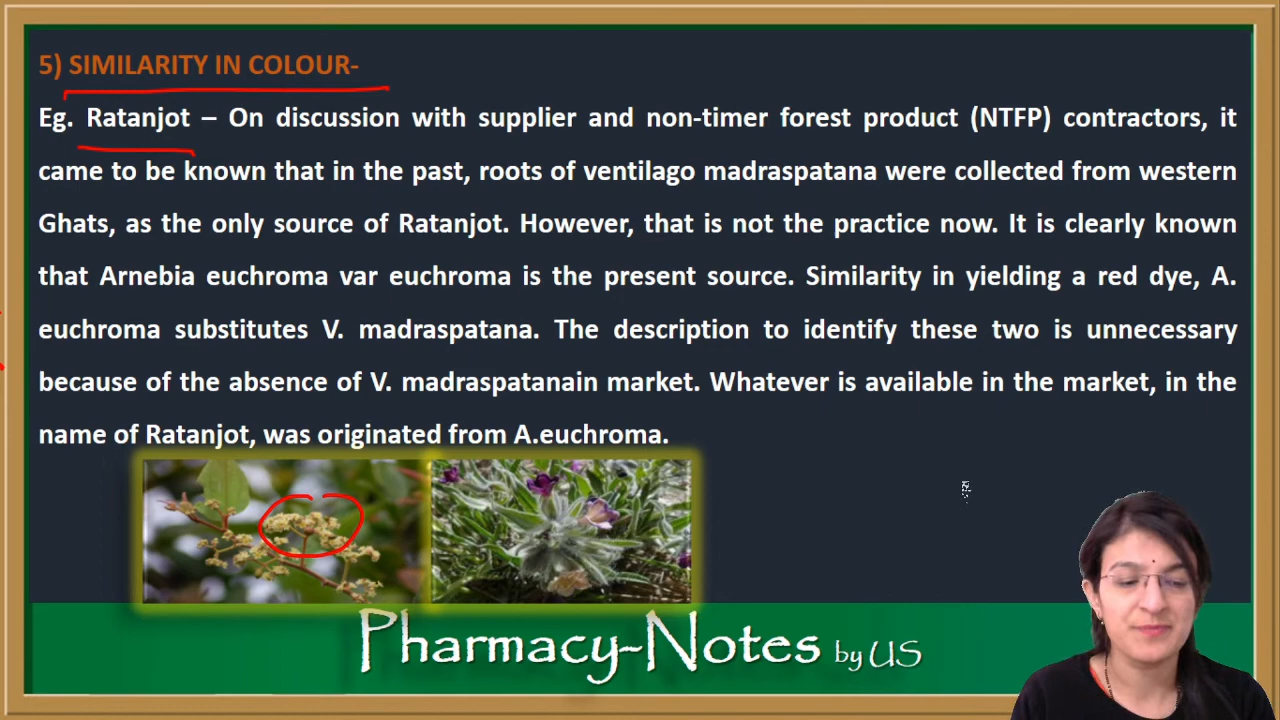 5) SIMILARITY IN COLOUR-
Eg. Ratanjot – On discussion with supplier and non-timer forest product (NTFP) contractors, it
came to be known that in the past, roots of ventilago madraspatana were collected from western
Ghats, as the only source of Ratanjot. However, that is not the practice now. It is clearly known
that Arnebia euchroma var euchroma is the present source. Similarity in yielding a red dye, A.
euchroma substitutes V. madraspatana. The description to identify these two is unnecessary
because of the absence of V. madraspatanain market. Whatever is available in the market, in the
name of Ratanjot, was originated from A.euchroma.
Pharmacy-Notes by US